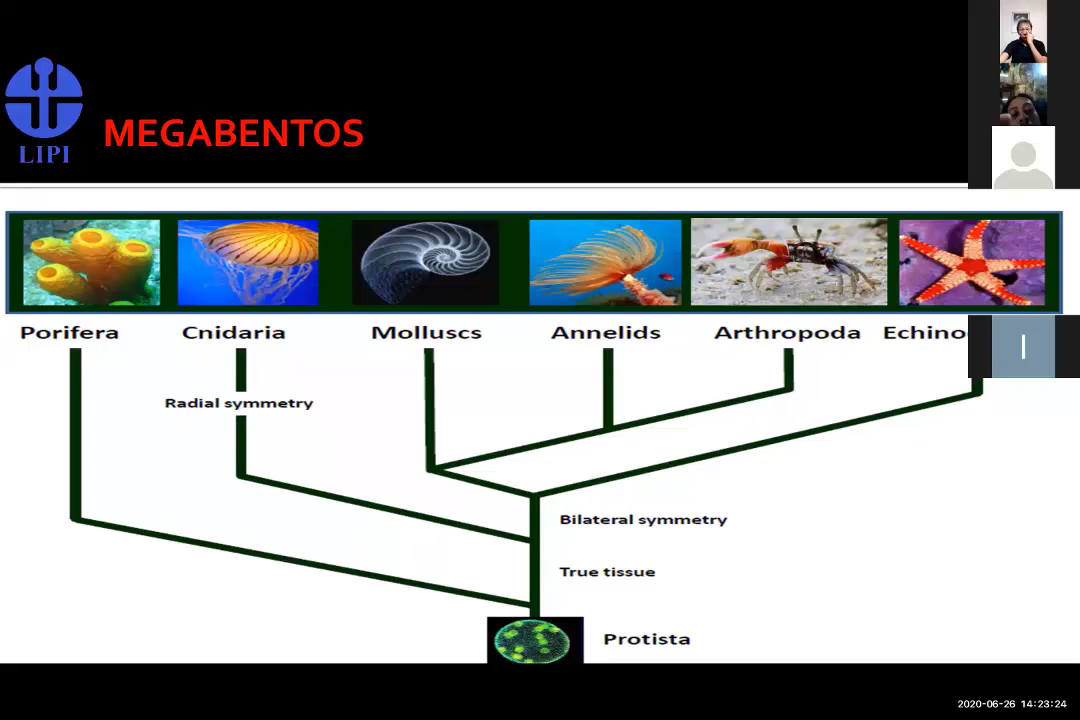 LIPI
MEGABENTOS
Porifera Cnidaria Molluscs Annelids Arthropoda
Radial symmetry
Bilateral symmetry
True tissue
Protista
I
2020-06-26 14:23:24